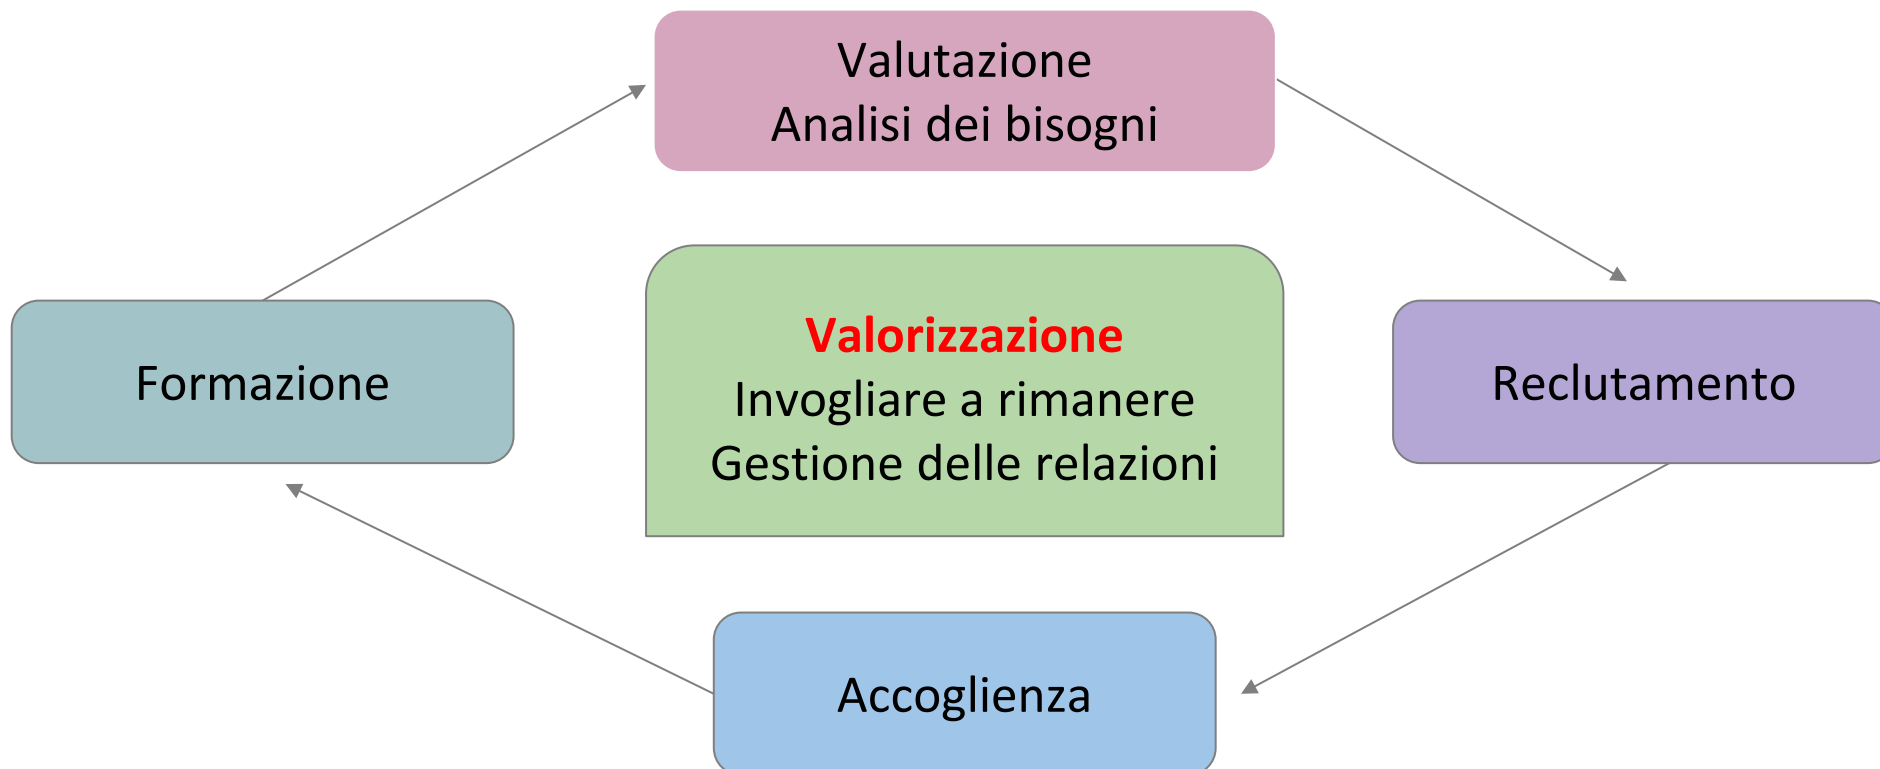 Valutazione
Analisi dei bisogni
Formazione
Valorizzazione
Invogliare a rimanere
Gestione delle relazioni
Reclutamento
Accoglienza